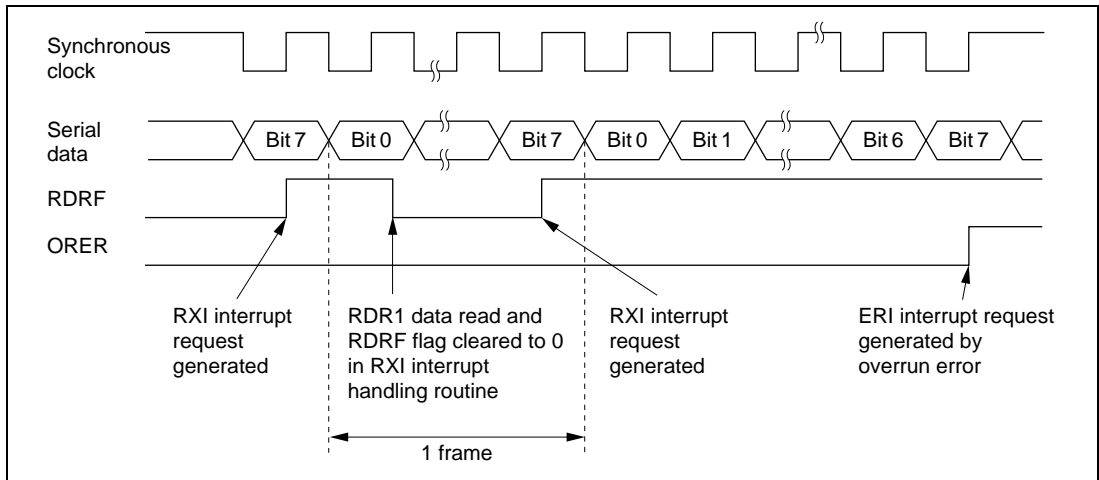 Synchronous
clock
Serial
data
Bit 7
Bit 0
Bit 7
Bit 0
Bit 1
Bit 6
Bit 7
RDRF
ORER
RXI interrupt
request
generated
RDR1 data read and
RDRF flag cleared to 0
in RXI interrupt
handling routine
RXI interrupt
request
generated
ERI interrupt request
generated by
overrun error
1 frame